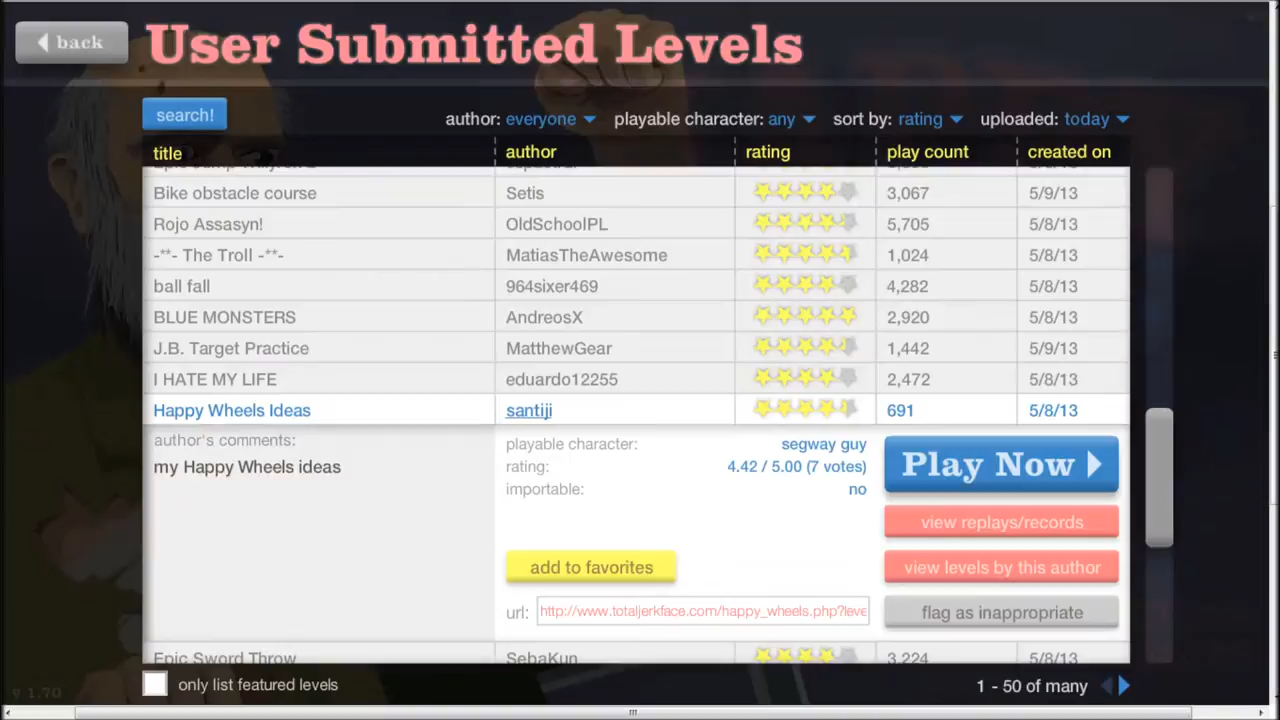 back
User Submitted Levels
search!
author: everyone playable character: any sort by: rating uploaded: today
title author rating play count created on
Bike obstacle course Setis 3,067 5/9/13
Rojo Assasyn! OldSchoolPL 5,705 5/8/13
-**- The Troll -**- MatiasTheAwesome 1,024 5/8/13
ball fall 964sixer469 4,282 5/8/13
BLUE MONSTERS AndreosX 2,920 5/8/13
J.B. Target Practice MatthewGear 1,442 5/9/13
I HATE MY LIFE eduardo12255 2,472 5/8/13
Happy Wheels Ideas santiji 691 5/8/13
author's comments:
my Happy Wheels ideas
playable character: segway guy
rating: 4.42 / 5.00 (7 votes)
importable: no
add to favorites
url: http://www.totaljerkface.com/happy_wheels.php?leve
Play Now
view replays/records
view levels by this author
flag as inappropriate
Epic Sword Throw SebaKun 3,224 5/8/13
only list featured levels
1 - 50 of many
v 1.70